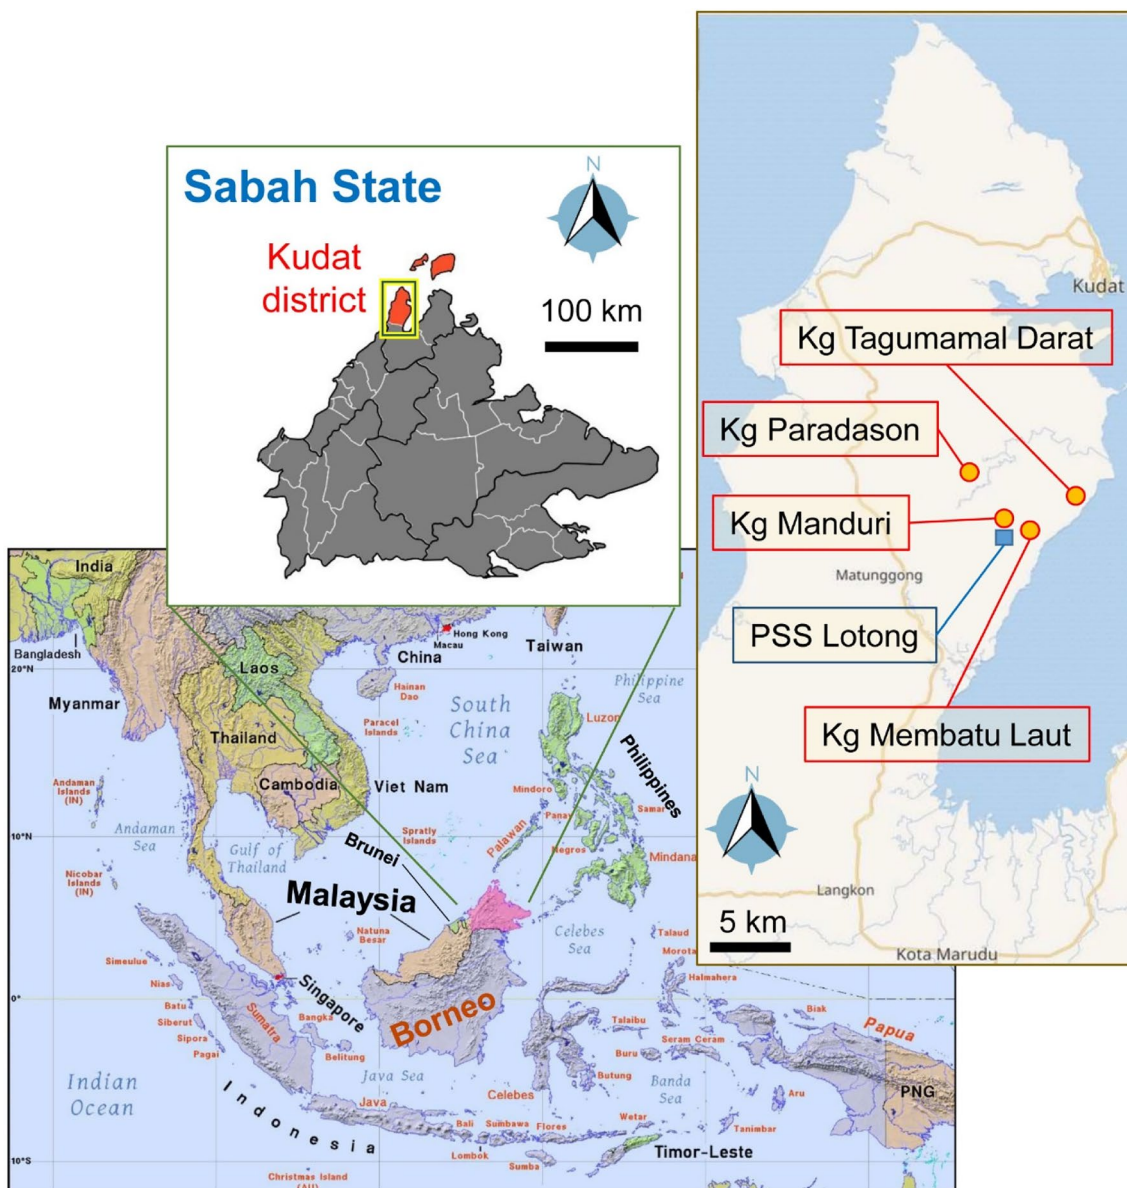 Sabah State
N
Kudat
district
100 km
Kudat
Kg Tagumamal Darat
Kg Paradason
Kg Manduri
Matunggong
PSS Lotong
Kg Membatu Laut
N
Langkon
5 km
Kota Marudu
India
Bangladesh
Myanmar
Laos
Hong Kong
Macau
China
Taiwan
20°N
Hainan
Dao
South
China
Sea
Philippine
Sea
Luzon
Paracel
Islands
Thailand
Philippines
Cambodia
Viet Nam
Andaman
Islands
(IN)
Mindoro
Samar
Panay
Andaman
Sea
10°N
Spratly
Islands
Palawan
Negros
Gulf of
Thailand
Brunei
Mindana
Nicobar
Islands
(IN)
Malaysia
Natuna
Besar
Celebes
Sea
Talaud
Morota
Simeulue
Halmahera
Nias
Singapore
0°
Batu
Siberut
Sipora
Pagai
Sumatra
Bangka
Belitung
Borneo
Talaibu
Seram Ceram
Biak
Papua
Buru
Butung
Indian
Ocean
Java Sea
Celebes
Banda
Sea
Aru
PNG
Indonesia
Java
Bali
Sumbawa
Flores
Wetar
Tanimbar
Lombok
Sumba
Timor-Leste
10°S
Christmas Island
(AU)